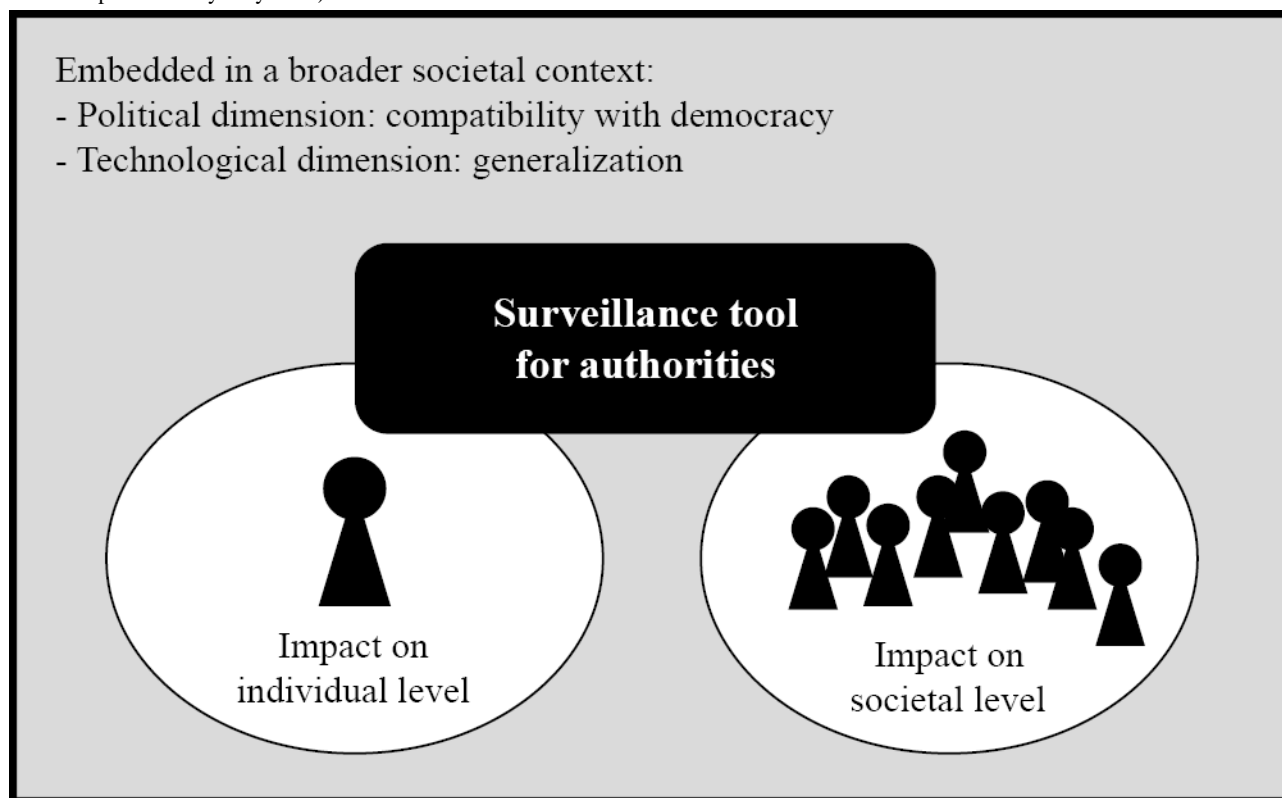 Embedded in a broader societal context:
- Political dimension: compatibility with democracy
- Technological dimension: generalization
Surveillance tool
for authorities
Impact on
individual level
Impact on
societal level